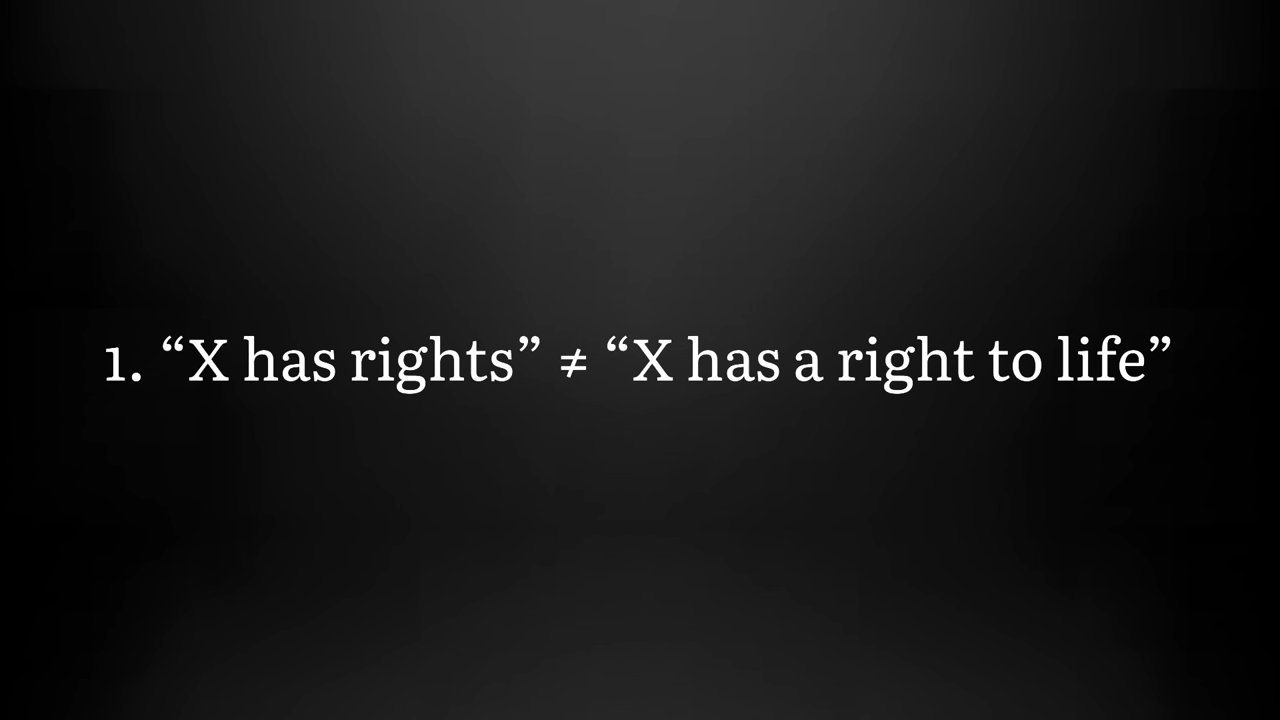 1. “X has rights” ≠ “X has a right to life”